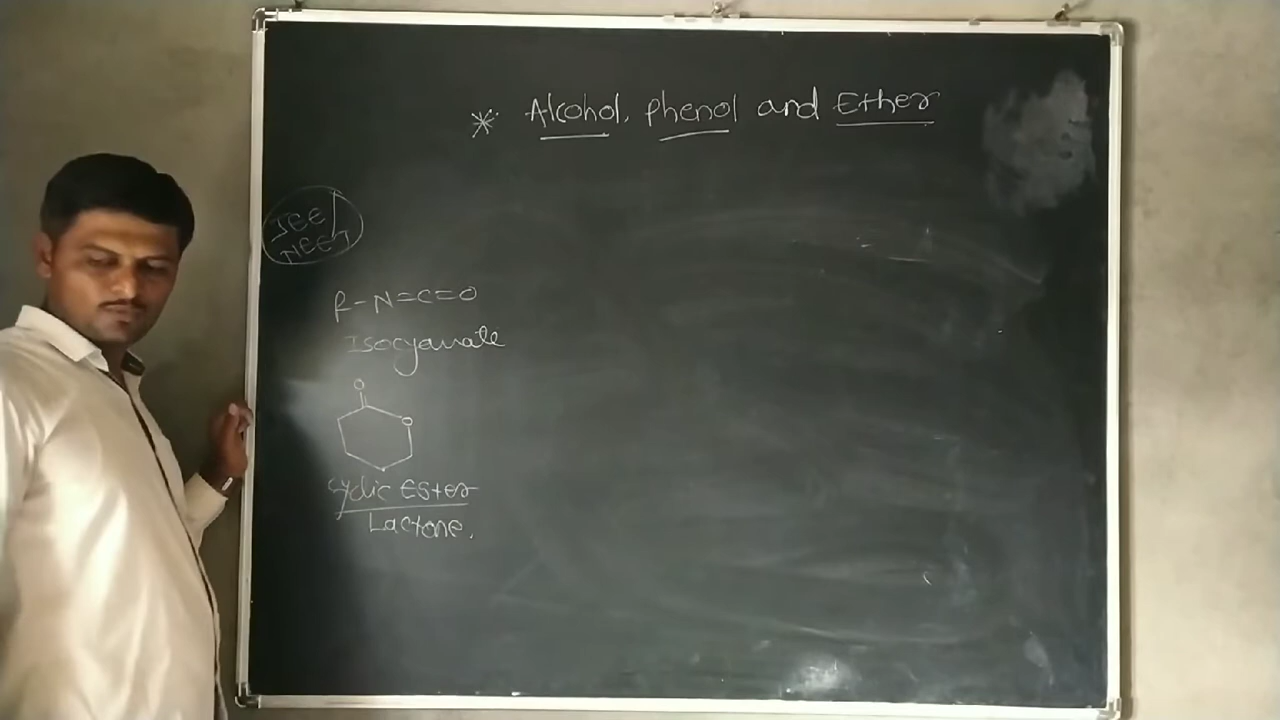 * Alcohol, phenol and Ether
JEE/
NEET
R-N=C=O
Isocyanate
O
O
Cyclic Ester
Lactone.